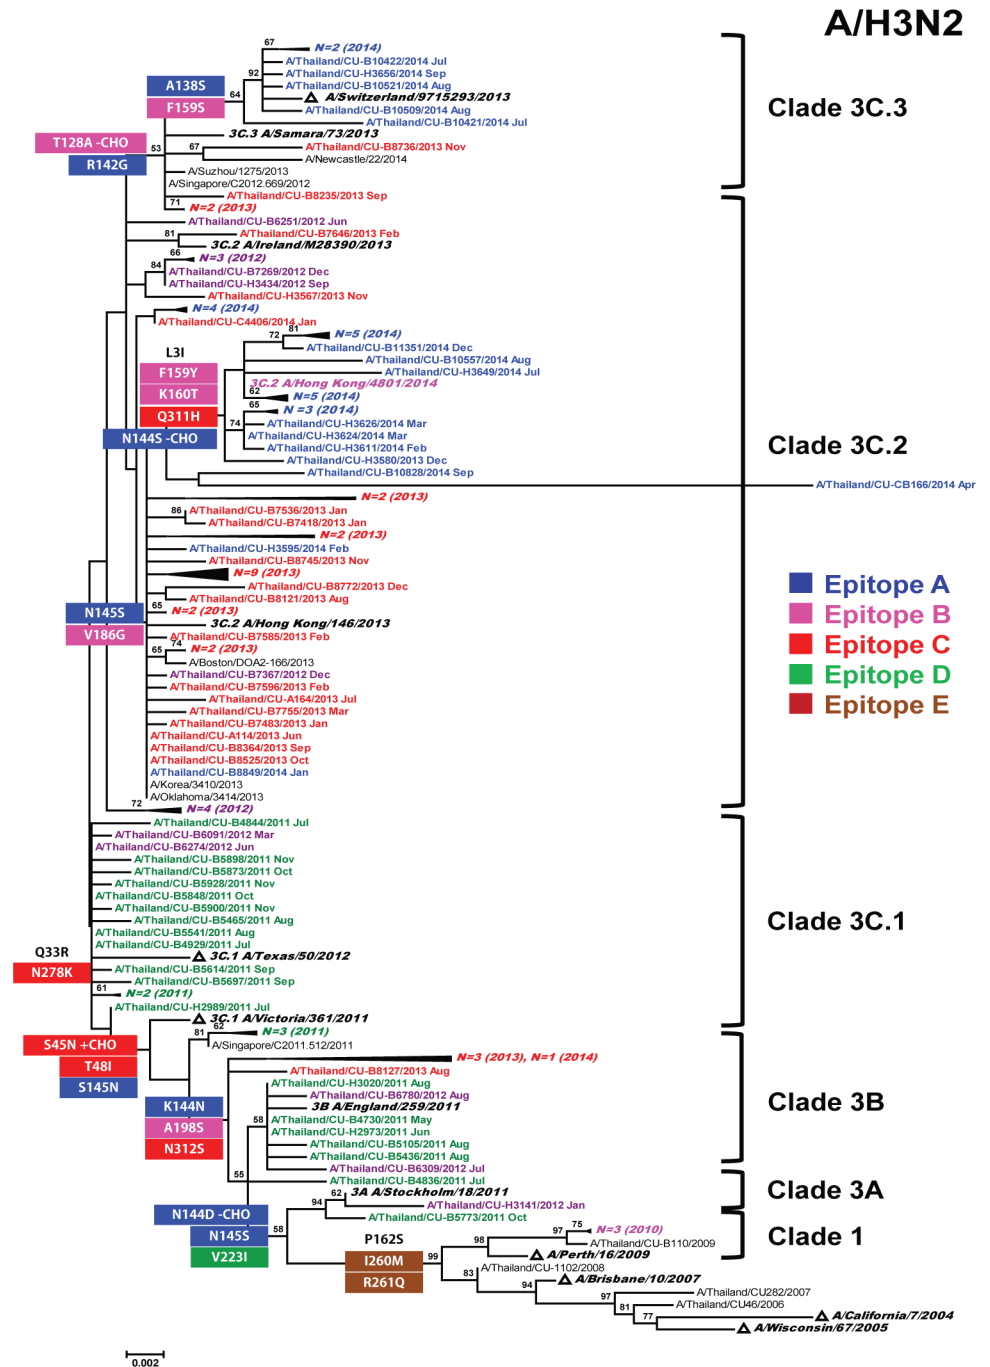 A/H3N2
67
N=2 (2014)
A/Thailand/CU-B10422/2014 Jul
92
A/Thailand/CU-H3656/2014 Sep
A138S
A/Thailand/CU-B10521/2014 Aug
64
A/Switzerland/9715293/2013
Clade 3C.3
F159S
A/Thailand/CU-B10509/2014 Aug
A/Thailand/CU-B10421/2014 Jul
3C.3 A/Samara/73/2013
T128A -CHO
53
67
A/Thailand/CU-B8736/2013 Nov
A/Newcastle/22/2014
R142G
A/Suzhou/1275/2013
A/Singapore/C2012.669/2012
A/Thailand/CU-B8235/2013 Sep
71
N=2 (2013)
A/Thailand/CU-B6251/2012 Jun
81
A/Thailand/CU-B7646/2013 Feb
3C.2 A/Ireland/M28390/2013
66
N=3 (2012)
84
A/Thailand/CU-B7269/2012 Dec
A/Thailand/CU-H3434/2012 Sep
A/Thailand/CU-H3567/2013 Nov
N=4 (2014)
A/Thailand/CU-C4406/2014 Jan
81
N=5 (2014)
72
A/Thailand/CU-B11351/2014 Dec
L3I
A/Thailand/CU-B10557/2014 Aug
F159Y
A/Thailand/CU-H3649/2014 Jul
3C.2 A/Hong Kong/4801/2014
K160T
62
N=5 (2014)
65
N =3 (2014)
Q311H
74
A/Thailand/CU-H3626/2014 Mar
N144S -CHO
A/Thailand/CU-H3624/2014 Mar
Clade 3C.2
A/Thailand/CU-H3611/2014 Feb
A/Thailand/CU-H3580/2013 Dec
A/Thailand/CU-B10828/2014 Sep
A/Thailand/CU-CB166/2014 Apr
N=2 (2013)
86
A/Thailand/CU-B7536/2013 Jan
A/Thailand/CU-B7418/2013 Jan
N=2 (2013)
A/Thailand/CU-H3595/2014 Feb
A/Thailand/CU-B8745/2013 Nov
N=9 (2013)
Epitope A
A/Thailand/CU-B8772/2013 Dec
A/Thailand/CU-B8121/2013 Aug
65
N=2 (2013)
N145S
Epitope B
3C.2 A/Hong Kong/146/2013
V186G
A/Thailand/CU-B7585/2013 Feb
Epitope C
74
N=2 (2013)
65
A/Boston/DOA2-166/2013
A/Thailand/CU-B7367/2012 Dec
Epitope D
A/Thailand/CU-B7596/2013 Feb
A/Thailand/CU-A164/2013 Jul
Epitope E
A/Thailand/CU-B7755/2013 Mar
A/Thailand/CU-B7483/2013 Jan
A/Thailand/CU-A114/2013 Jun
A/Thailand/CU-B8364/2013 Sep
A/Thailand/CU-B8525/2013 Oct
A/Thailand/CU-B8849/2014 Jan
A/Korea/3410/2013
A/Oklahoma/3414/2013
72
N=4 (2012)
A/Thailand/CU-B4844/2011 Jul
A/Thailand/CU-B6091/2012 Mar
A/Thailand/CU-B6274/2012 Jun
A/Thailand/CU-B5898/2011 Nov
A/Thailand/CU-B5873/2011 Oct
A/Thailand/CU-B5928/2011 Nov
A/Thailand/CU-B5848/2011 Oct
A/Thailand/CU-B5900/2011 Nov
A/Thailand/CU-B5465/2011 Aug
Clade 3C.1
A/Thailand/CU-B5541/2011 Aug
A/Thailand/CU-B4929/2011 Jul
Q33R
3C.1 A/Texas/50/2012
N278K
A/Thailand/CU-B5614/2011 Sep
A/Thailand/CU-B5697/2011 Sep
61
N=2 (2011)
A/Thailand/CU-H2989/2011 Jul
3C.1 A/Victoria/361/2011
62
N=3 (2011)
81
S45N +CHO
A/Singapore/C2011.512/2011
N=3 (2013), N=1 (2014)
T48I
A/Thailand/CU-B8127/2013 Aug
S145N
A/Thailand/CU-H3020/2011 Aug
A/Thailand/CU-B6780/2012 Aug
K144N
3B A/England/259/2011
Clade 3B
58
A/Thailand/CU-B4730/2011 May
A198S
A/Thailand/CU-H2973/2011 Jun
A/Thailand/CU-B5105/2011 Aug
N312S
A/Thailand/CU-B5436/2011 Aug
A/Thailand/CU-B6309/2012 Jul
55
A/Thailand/CU-B4836/2011 Jul
62
3A A/Stockholm/18/2011
Clade 3A
94
A/Thailand/CU-H3141/2012 Jan
N144D -CHO
A/Thailand/CU-B5773/2011 Oct
58
75
N=3 (2010)
97
N145S
P162S
98
A/Thailand/CU-B110/2009
Clade 1
V223I
99
A/Perth/16/2009
I260M
A/Thailand/CU-1102/2008
83
R261Q
94
A/Brisbane/10/2007
97
A/Thailand/CU282/2007
81
A/Thailand/CU46/2006
77
A/California/7/2004
A/Wisconsin/67/2005
0.002